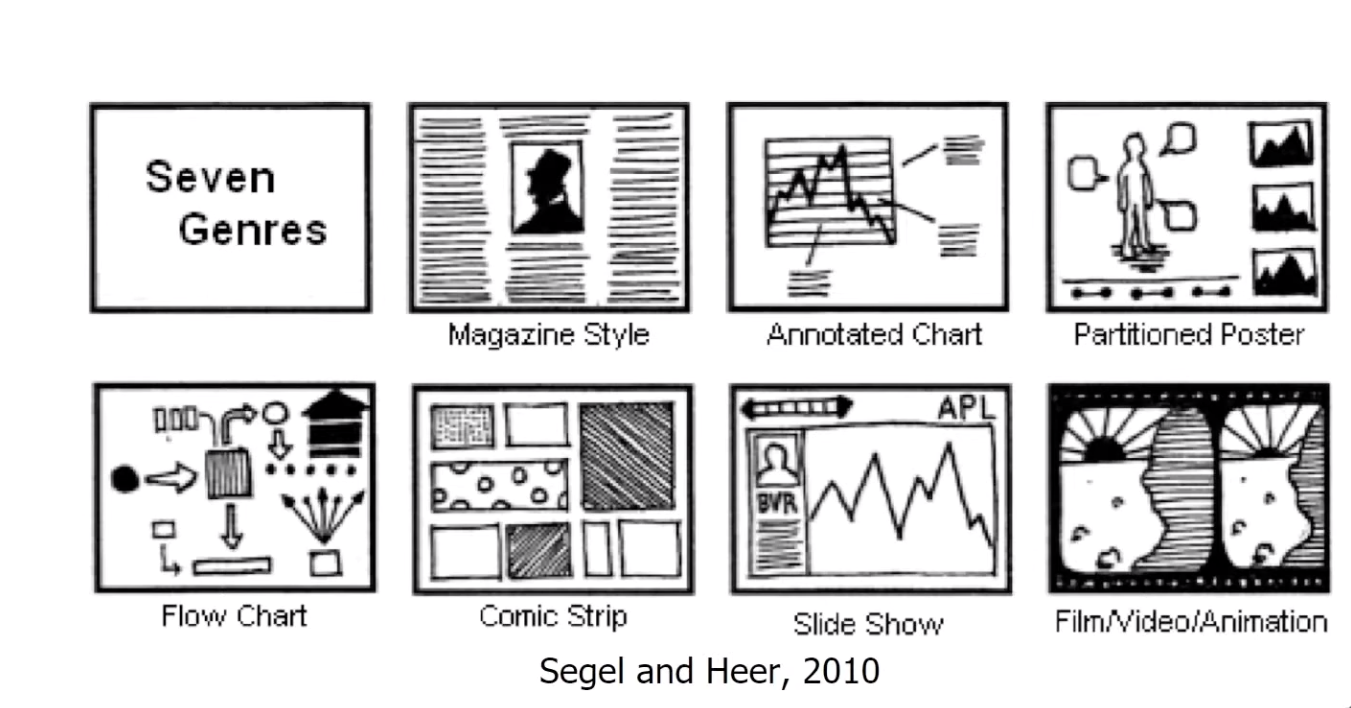 Seven
Genres
Magazine Style
Annotated Chart
Partitioned Poster
APL
BVR
Flow Chart
Comic Strip
Slide Show
Film/Video/Animation
Segel and Heer, 2010